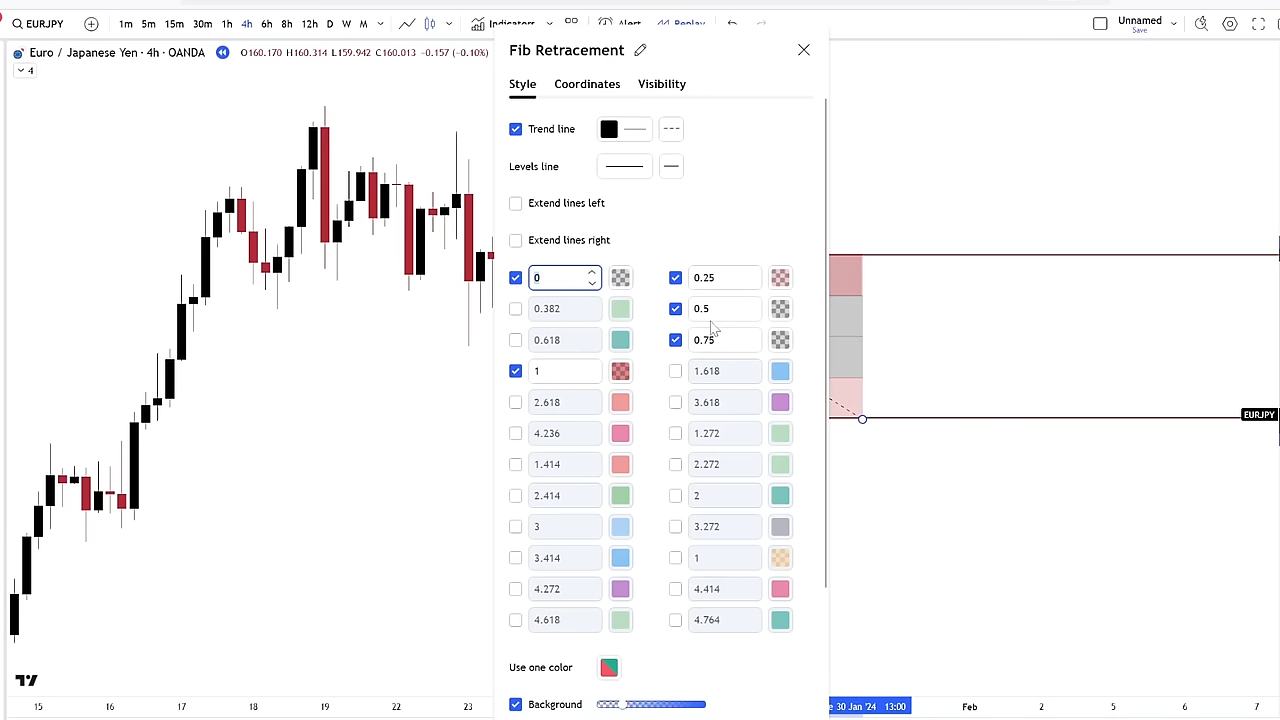 EURJPY 1m 5m 15m 30m 1h 4h 6h 8h 12h D W M Indicators Alert Replay Unnamed
Save
Euro / Japanese Yen · 4h · OANDA O160.170 H160.314 L159.942 C160.013 -0.157 (-0.10%)
4
Fib Retracement
Style Coordinates Visibility
Trend line
Levels line
Extend lines left
Extend lines right
0 0.25
0.382 0.5
0.618 0.75
1 1.618
2.618 3.618
4.236 1.272
1.414 2.272
2.414 2
3 3.272
3.414 1
4.272 4.414
4.618 4.764
Use one color
Background
EURJPY
15 16 17 18 19 22 23 30 Jan '24 13:00 Feb 2 5 6 7